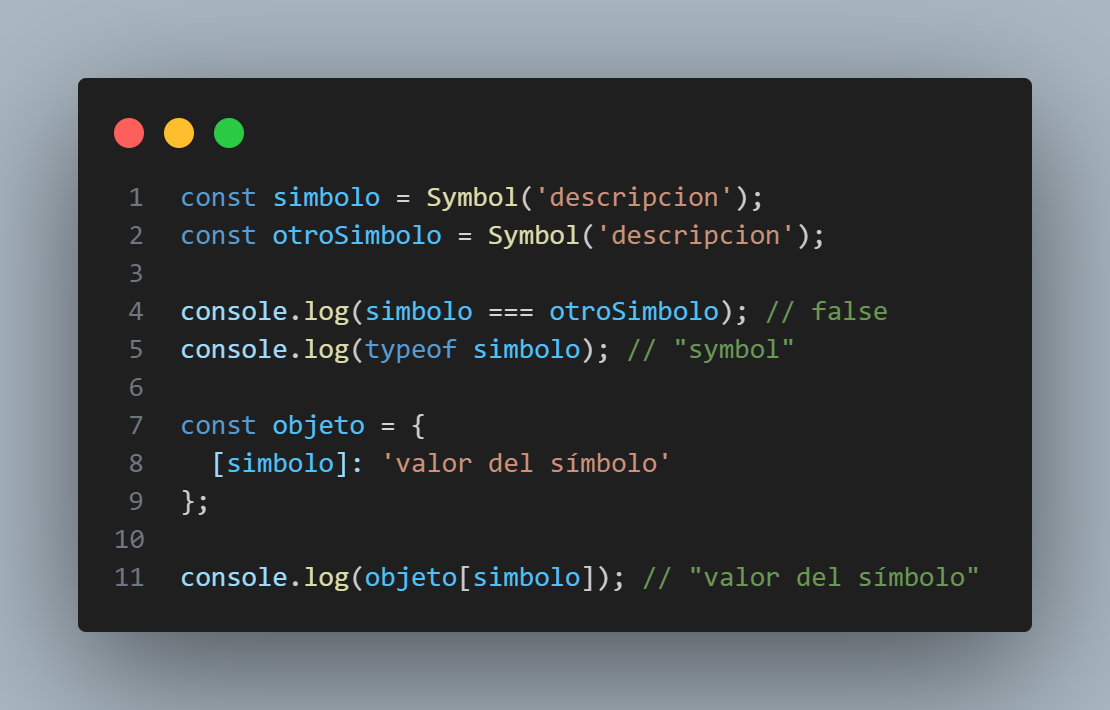 1 const simbolo = Symbol('descripcion');
2 const otroSimbolo = Symbol('descripcion');
3
4 console.log(simbolo === otroSimbolo); // false
5 console.log(typeof simbolo); // "symbol"
6
7 const objeto = {
8   [simbolo]: 'valor del símbolo'
9 };
10
11 console.log(objeto[simbolo]); // "valor del símbolo"